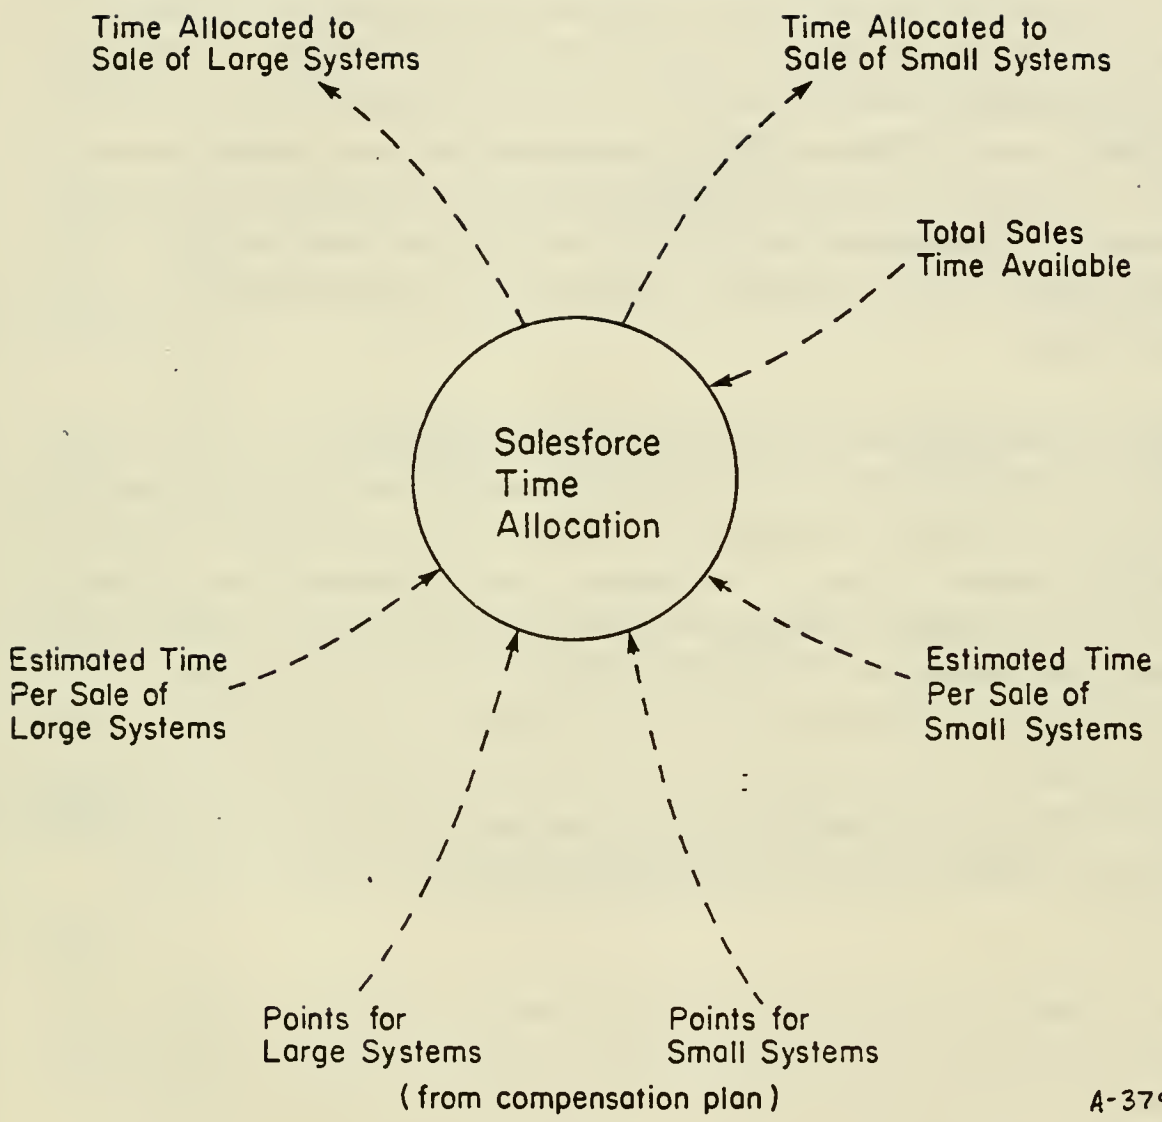 Time Allocated to
Sale of Large Systems
Time Allocated to
Sale of Small Systems
Total Sales
Time Available
Salesforce
Time
Allocation
Estimated Time
Per Sale of
Large Systems
Estimated Time
Per Sale of
Small Systems
Points for
Large Systems
Points for
Small Systems
(from compensation plan)